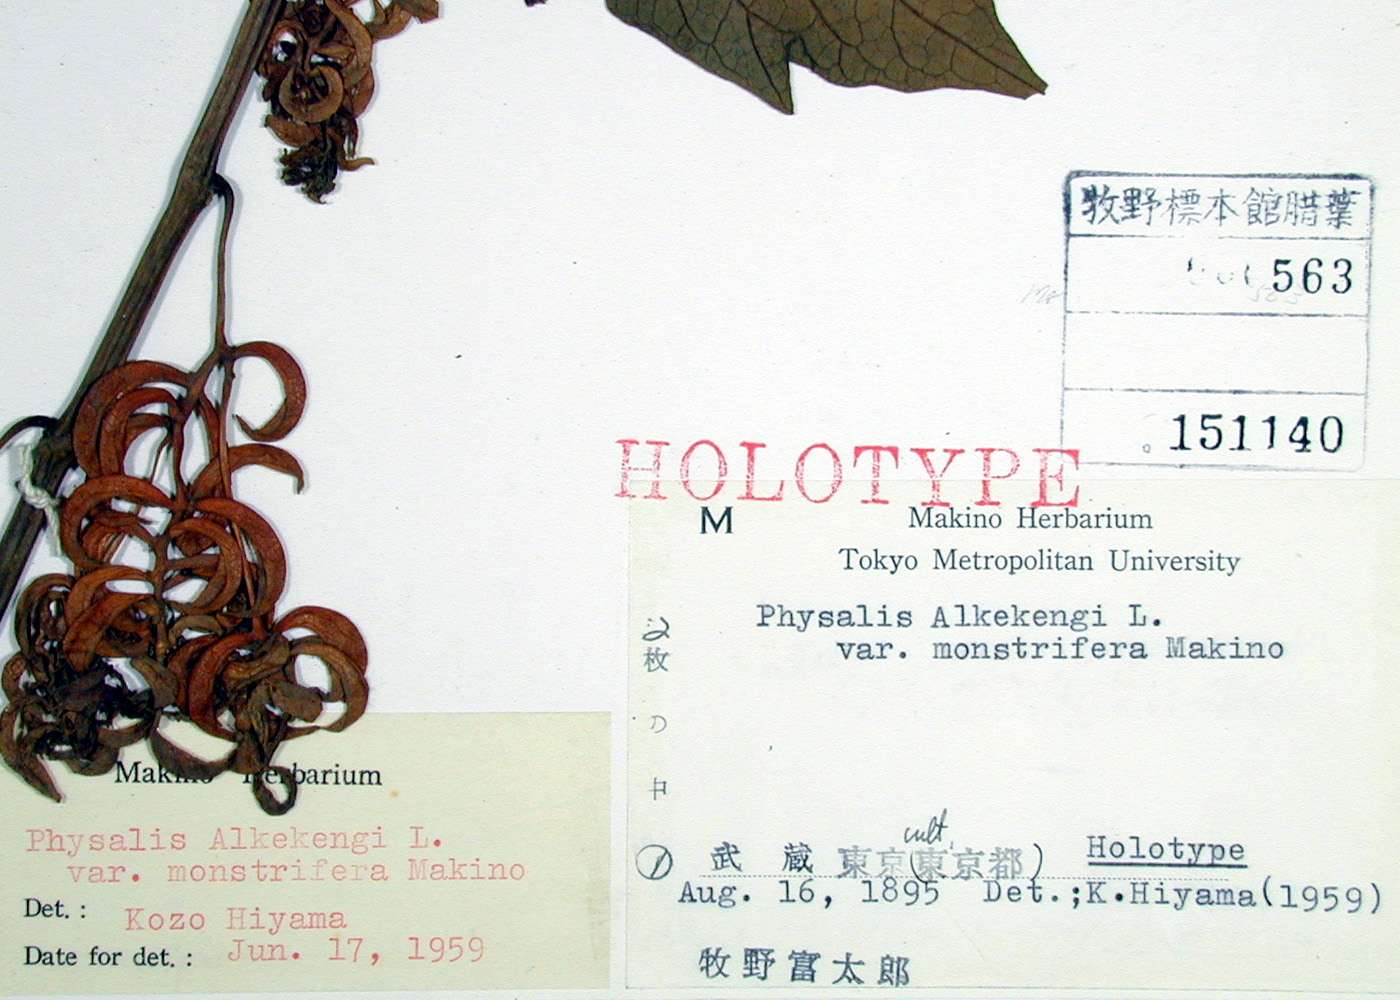 牧野標本館腊葉
563
151140
HOLOTYPE
M
Makino Herbarium
Tokyo Metropolitan University
Physalis Alkekengi L.
var. monstrifera Makino
2枚の中
①
武蔵 東京(東京都)
cult.
Holotype
Aug. 16, 1895 Det.;K.Hiyama(1959)
牧野富太郎
Makino Herbarium
Physalis Alkekengi L.
var. monstrifera Makino
Det. : Kozo Hiyama
Date for det. : Jun. 17, 1959